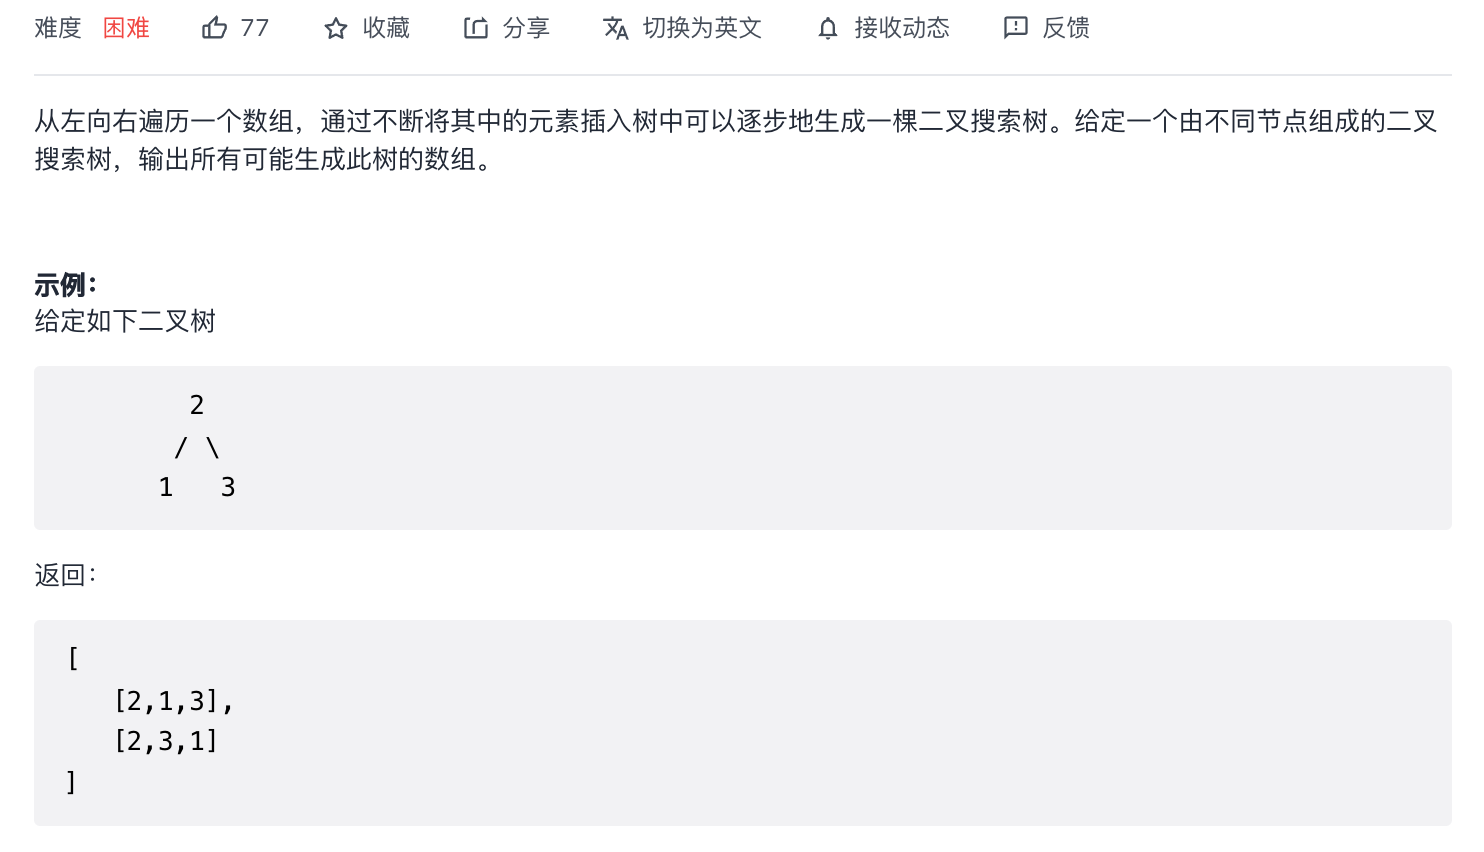 难度 困难 77 收藏 分享 切换为英文 接收动态 反馈
从左向右遍历一个数组，通过不断将其中的元素插入树中可以逐步地生成一棵二叉搜索树。给定一个由不同节点组成的二叉
搜索树，输出所有可能生成此树的数组。
示例：
给定如下二叉树
2
/ \
1 3
返回：
[
[2,1,3],
[2,3,1]
]